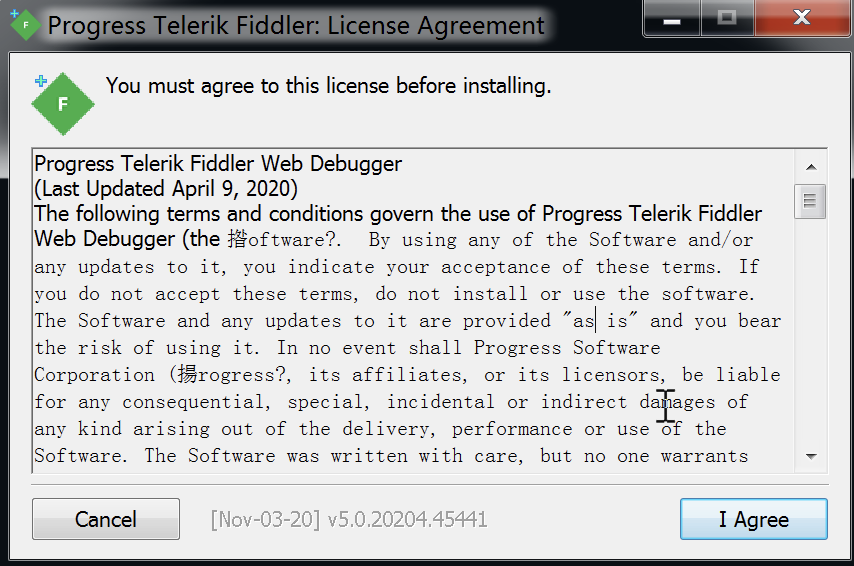 F
Progress Telerik Fiddler: License Agreement
F
You must agree to this license before installing.
Progress Telerik Fiddler Web Debugger
(Last Updated April 9, 2020)
The following terms and conditions govern the use of Progress Telerik Fiddler
Web Debugger (the 揝oftware?.  By using any of the Software and/or
any updates to it, you indicate your acceptance of these terms. If
you do not accept these terms, do not install or use the software.
The Software and any updates to it are provided "as is" and you bear
the risk of using it. In no event shall Progress Software
Corporation (揚rogress?, its affiliates, or its licensors, be liable
for any consequential, special, incidental or indirect damages of
any kind arising out of the delivery, performance or use of the
Software. The Software was written with care, but no one warrants
Cancel
[Nov-03-20] v5.0.20204.45441
I Agree